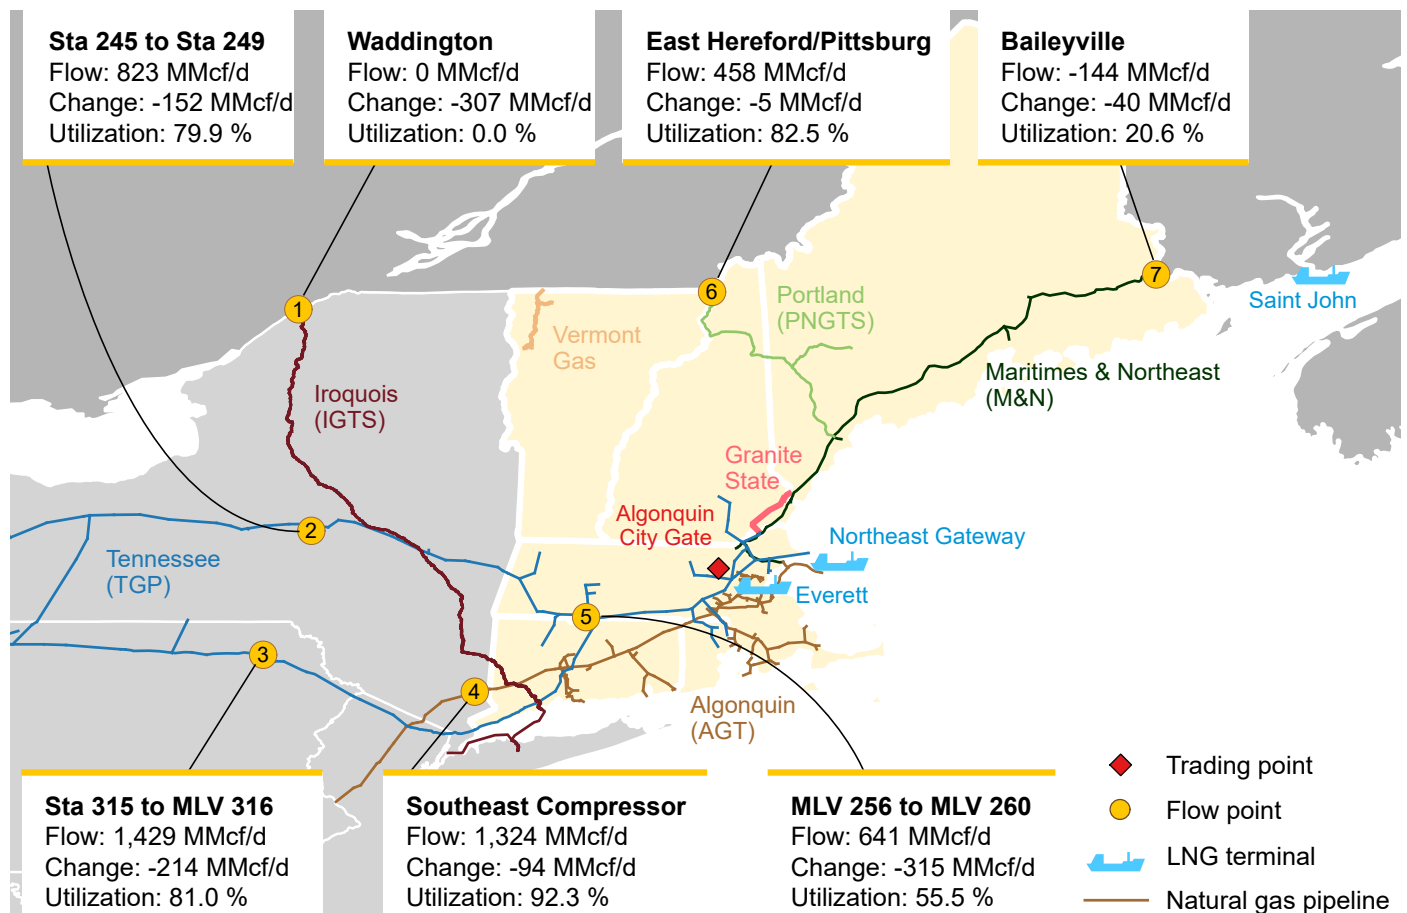 Sta 245 to Sta 249
Flow: 823 MMcf/d
Change: -152 MMcf/d
Utilization: 79.9 %
Waddington
Flow: 0 MMcf/d
Change: -307 MMcf/d
Utilization: 0.0 %
East Hereford/Pittsburg
Flow: 458 MMcf/d
Change: -5 MMcf/d
Utilization: 82.5 %
Baileyville
Flow: -144 MMcf/d
Change: -40 MMcf/d
Utilization: 20.6 %
1
6
7
Portland
(PNGTS)
Saint John
Vermont
Gas
Iroquois
(IGTS)
Maritimes & Northeast
(M&N)
Granite
State
Algonquin
City Gate
2
Northeast Gateway
Tennessee
(TGP)
Everett
5
3
4
Algonquin
(AGT)
Sta 315 to MLV 316
Flow: 1,429 MMcf/d
Change: -214 MMcf/d
Utilization: 81.0 %
Southeast Compressor
Flow: 1,324 MMcf/d
Change: -94 MMcf/d
Utilization: 92.3 %
MLV 256 to MLV 260
Flow: 641 MMcf/d
Change: -315 MMcf/d
Utilization: 55.5 %
Trading point
Flow point
LNG terminal
Natural gas pipeline